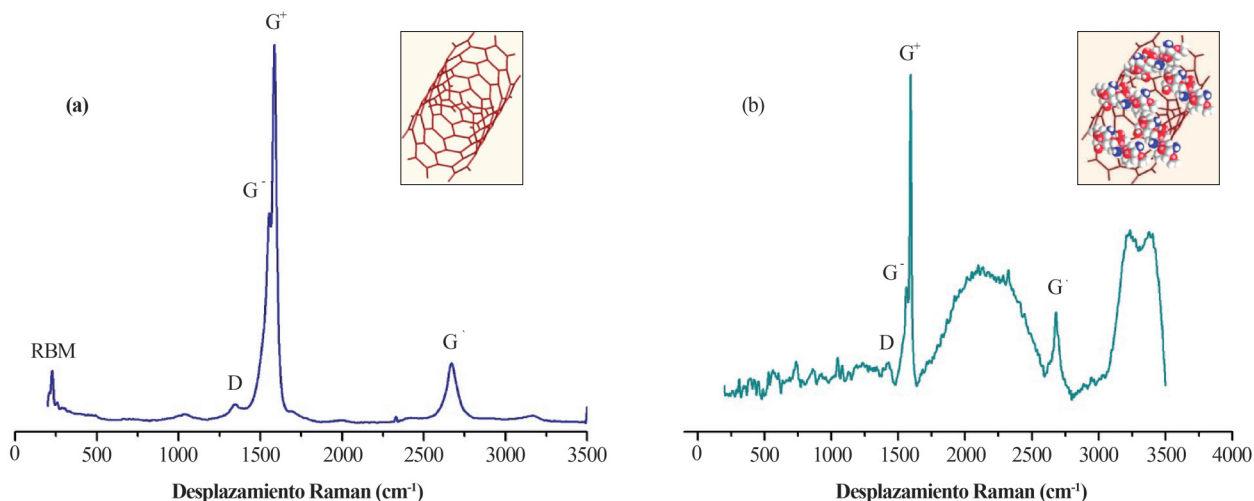 (a)
G+
G-
RBM
D
G`
0
500
1000
1500
2000
2500
3000
3500
Desplazamiento Raman (cm-1)
(b)
G+
G-
D
G`
0
500
1000
1500
2000
2500
3000
3500
4000
Desplazamiento Raman (cm-1)